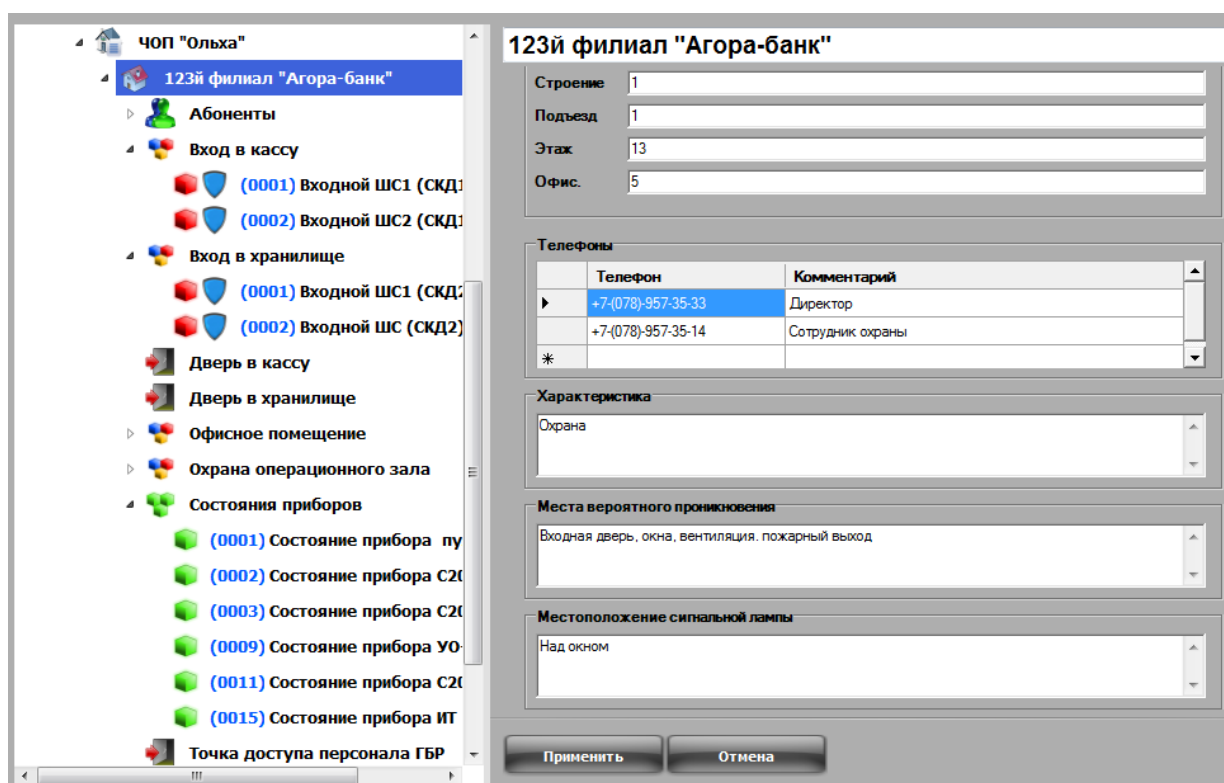 ЧОП "Ольха"
123й филиал "Агора-банк"
Абоненты
Вход в кассу
(0001) Входной ШС1 (СКД1
(0002) Входной ШС2 (СКД1
Вход в хранилище
(0001) Входной ШС1 (СКД2
(0002) Входной ШС (СКД2)
Дверь в кассу
Дверь в хранилище
Офисное помещение
Охрана операционного зала
Состояния приборов
(0001) Состояние прибора пу
(0002) Состояние прибора С20
(0003) Состояние прибора С20
(0009) Состояние прибора УО-
(0011) Состояние прибора С20
(0015) Состояние прибора ИТ
Точка доступа персонала ГБР
123й филиал "Агора-банк"
Строение 1
Подъезд 1
Этаж 13
Офис. 5
Телефоны
Телефон Комментарий
+7-(078)-957-35-33 Директор
+7-(078)-957-35-14 Сотрудник охраны
Характеристика
Охрана
Места вероятного проникновения
Входная дверь, окна, вентиляция. пожарный выход
Местоположение сигнальной лампы
Над окном
Применить Отмена